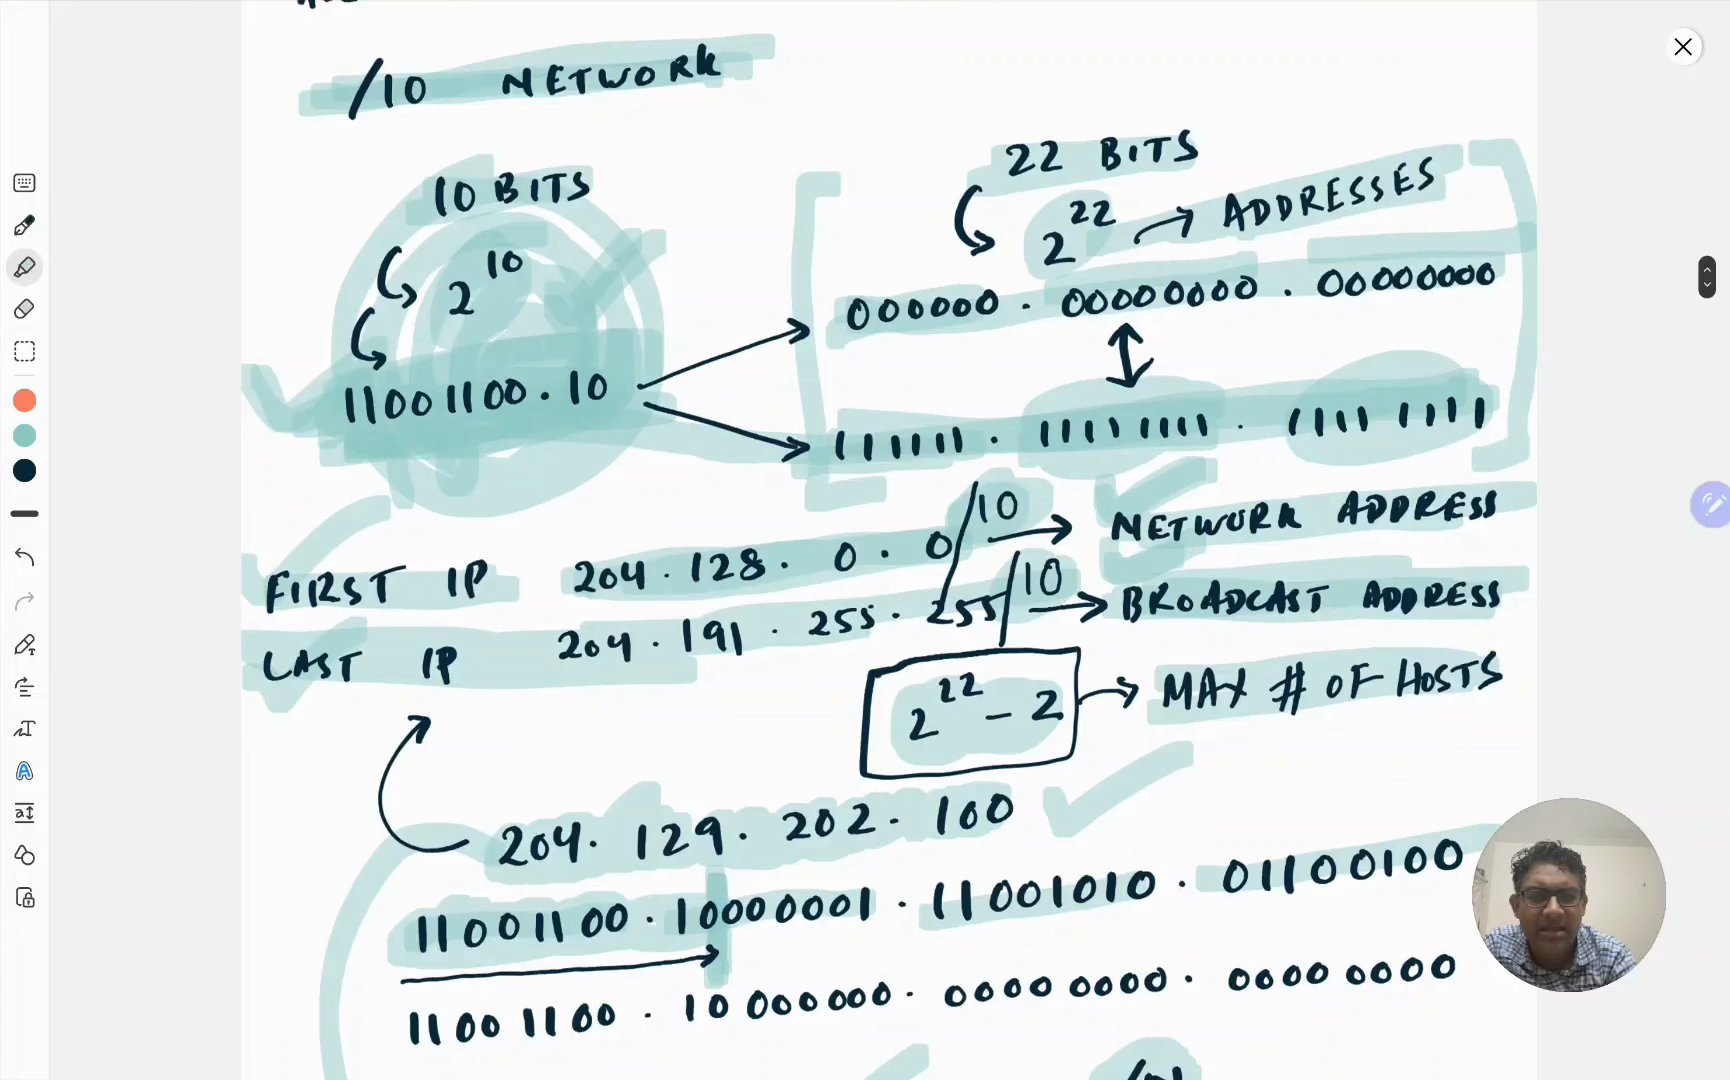 /10 NETWORK
10 BITS
2^10
11001100.10
22 BITS
2^22 → ADDRESSES
000000 . 00000000 . 00000000
111111 . 11111111 . 11111111
FIRST IP 204.128.0.0/10 → NETWORK ADDRESS
LAST IP 204.191.255.255/10 → BROADCAST ADDRESS
2^22 - 2 → MAX # OF HOSTS
204.129.202.100
11001100.10000001.11001010.01100100
11001100.10000000.00000000.00000000